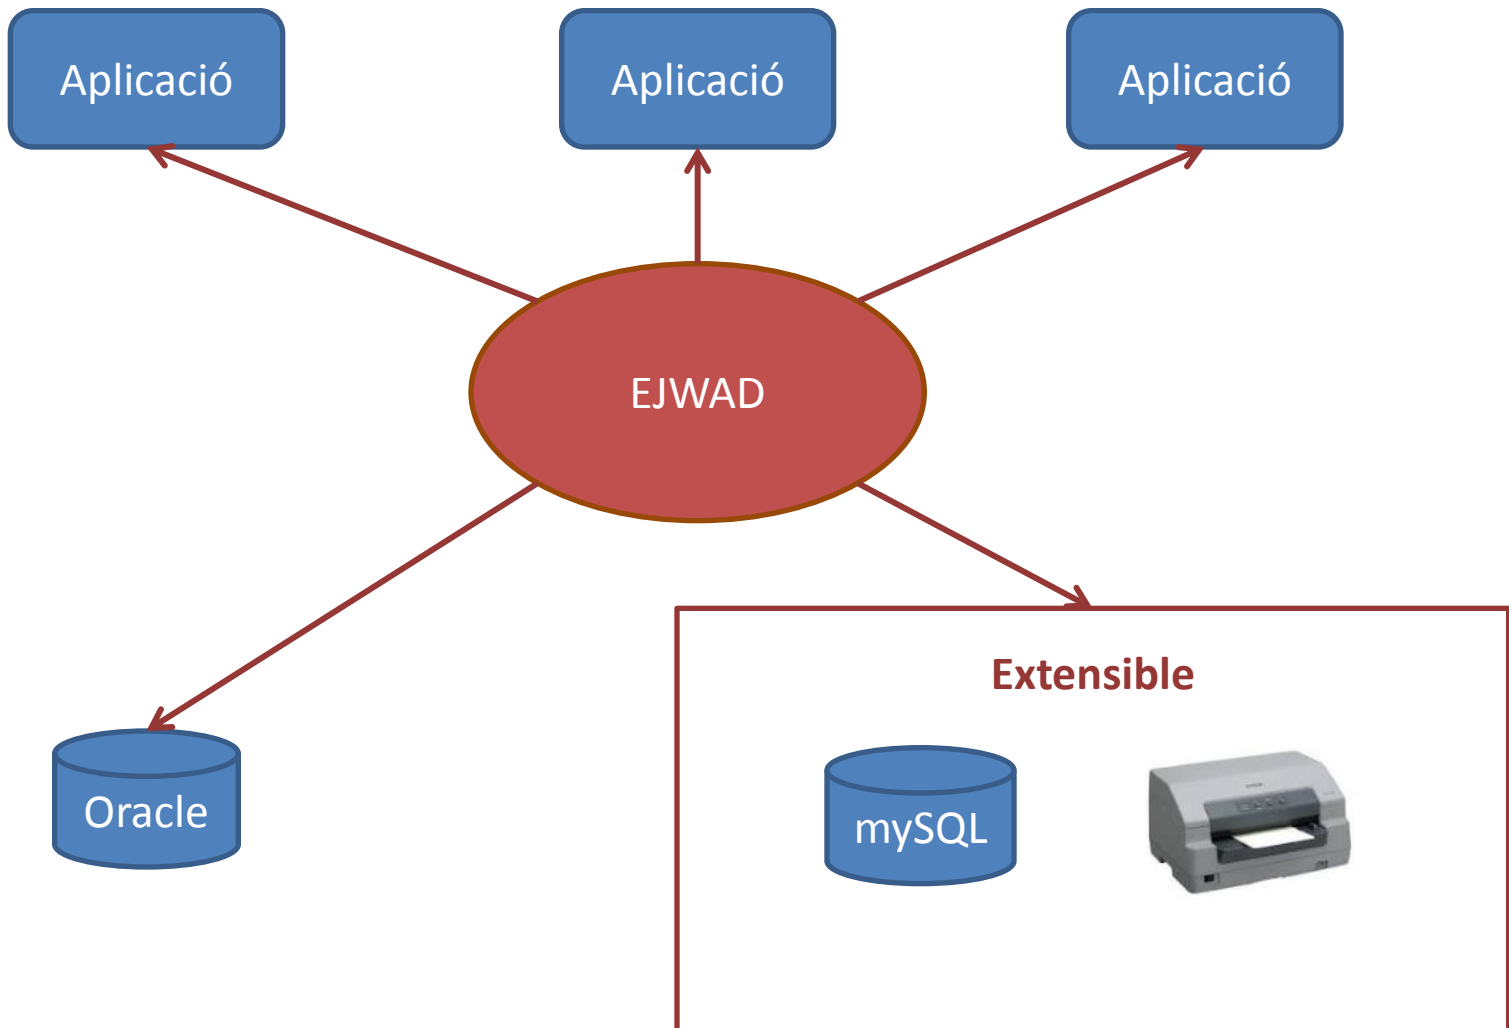 Aplicació
Aplicació
Aplicació
EJWAD
Extensible
Oracle
mySQL